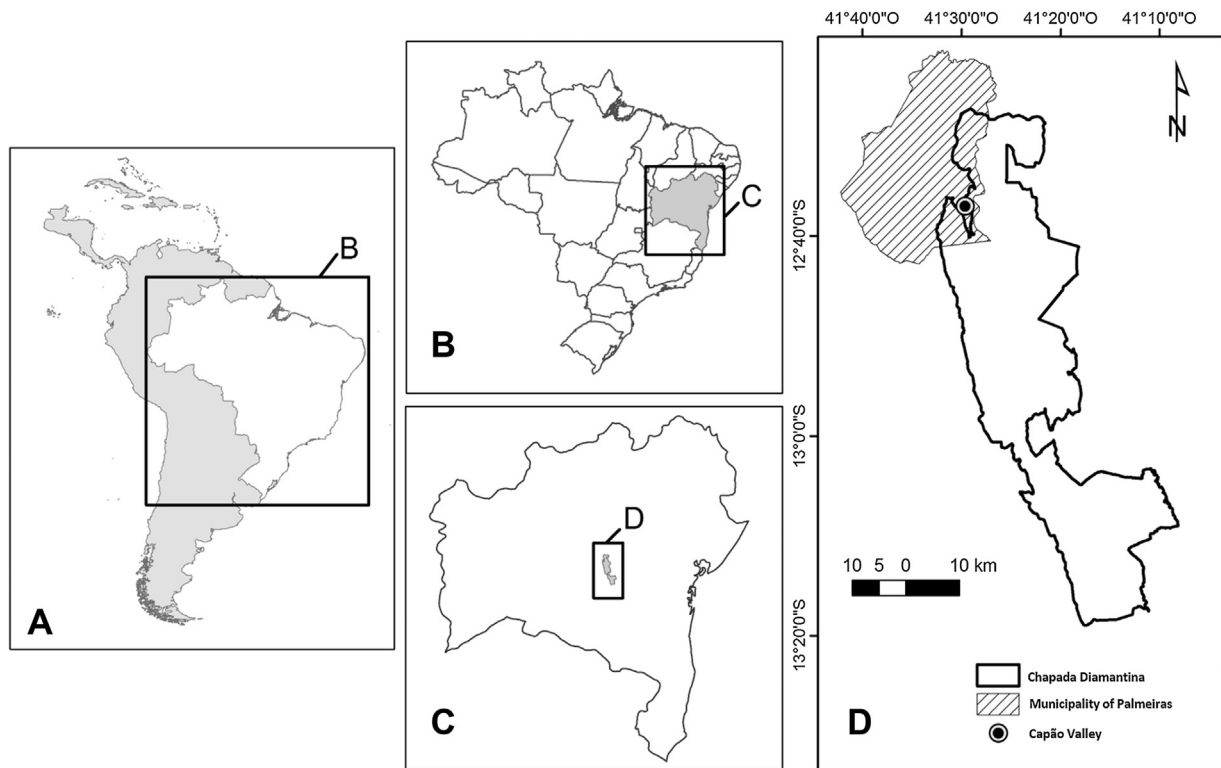 A
B
B
C
C
D
41°40'0"O 41°30'0"O 41°20'0"O 41°10'0"O
N
12°40'0"S
13°0'0"S
13°20'0"S
10 5 0 10 km
Chapada Diamantina
Municipality of Palmeiras
Capão Valley
D